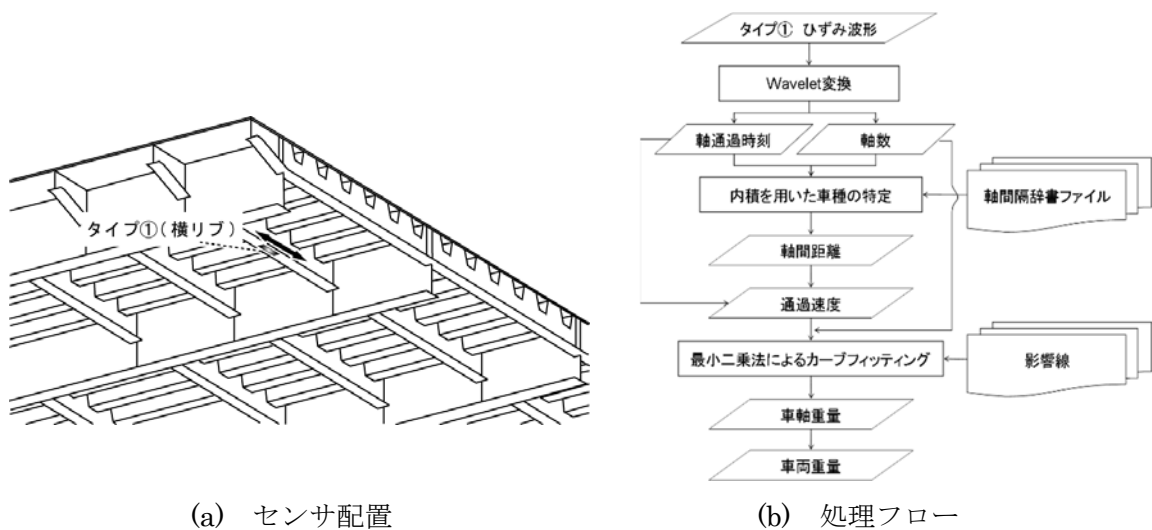 タイプ①(横リブ)
(a) センサ配置
タイプ① ひずみ波形
Wavelet変換
軸通過時刻
軸数
内積を用いた車種の特定
軸間隔辞書ファイル
軸間距離
通過速度
最小二乗法によるカーブフィッティング
影響線
車軸重量
車両重量
(b) 処理フロー